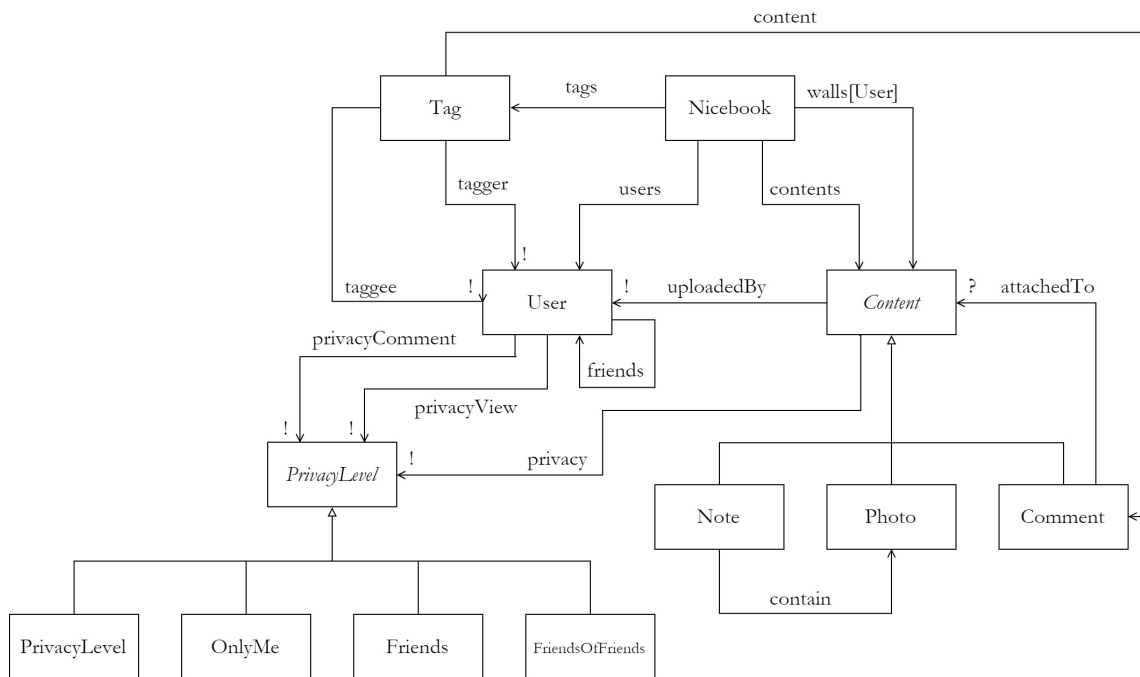 content
Tag
tags
Nicebook
walls[User]
tagger
users
contents
!
taggee
!
User
!
uploadedBy
Content
?
attachedTo
privacyComment
friends
privacyView
!
!
PrivacyLevel
!
privacy
Note
Photo
Comment
contain
PrivacyLevel
OnlyMe
Friends
FriendsOfFriends